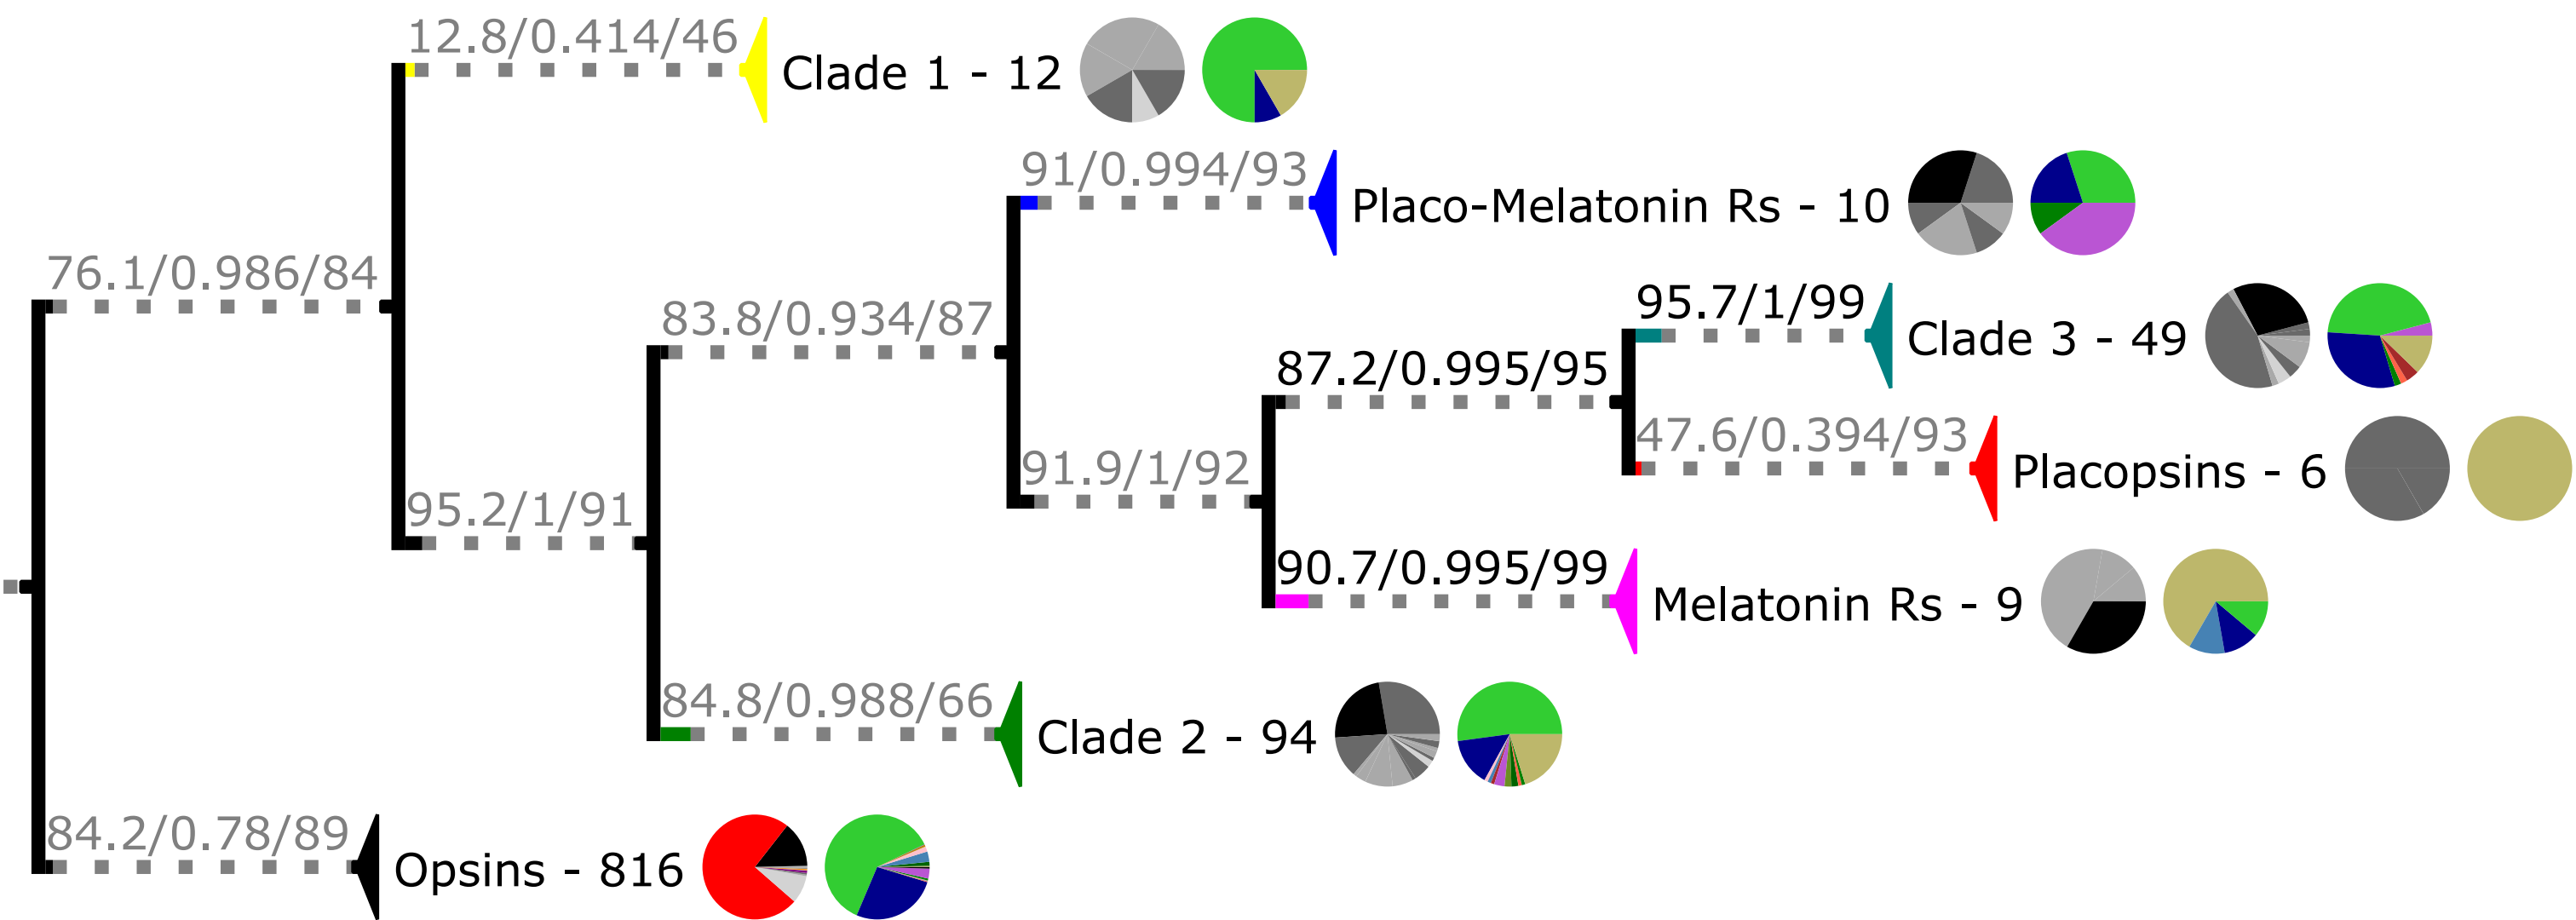 12.8/0.414/46
Clade 1 - 12
91/0.994/93
Placo-Melatonin Rs - 10
76.1/0.986/84
83.8/0.934/87
95.7/1/99
Clade 3 - 49
87.2/0.995/95
47.6/0.394/93
Placopsins - 6
91.9/1/92
95.2/1/91
90.7/0.995/99
Melatonin Rs - 9
84.8/0.988/66
Clade 2 - 94
84.2/0.78/89
Opsins - 816